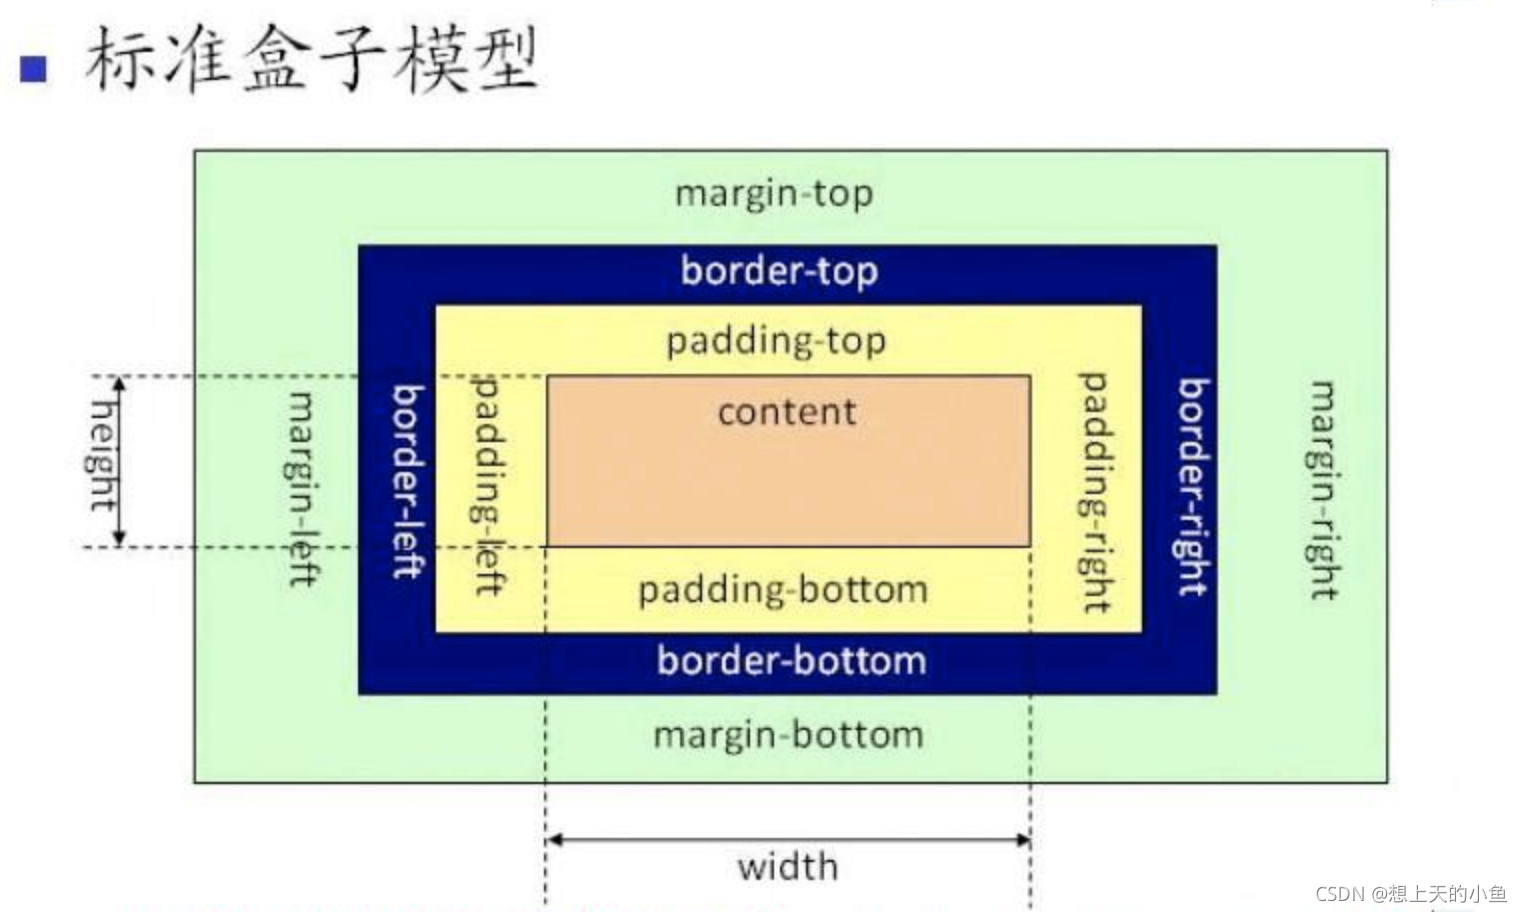 标准盒子模型
margin-top
border-top
padding-top
content
height
margin-left
border-left
padding-left
padding-right
border-right
margin-right
padding-bottom
border-bottom
margin-bottom
width
CSDN @想上天的小鱼